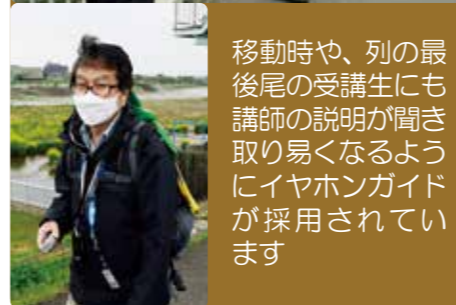 移動時や、列の最
後尾の受講生にも
講師の説明が聞き
取り易くなるよう
にイヤホンガイド
が採用されてい
ます